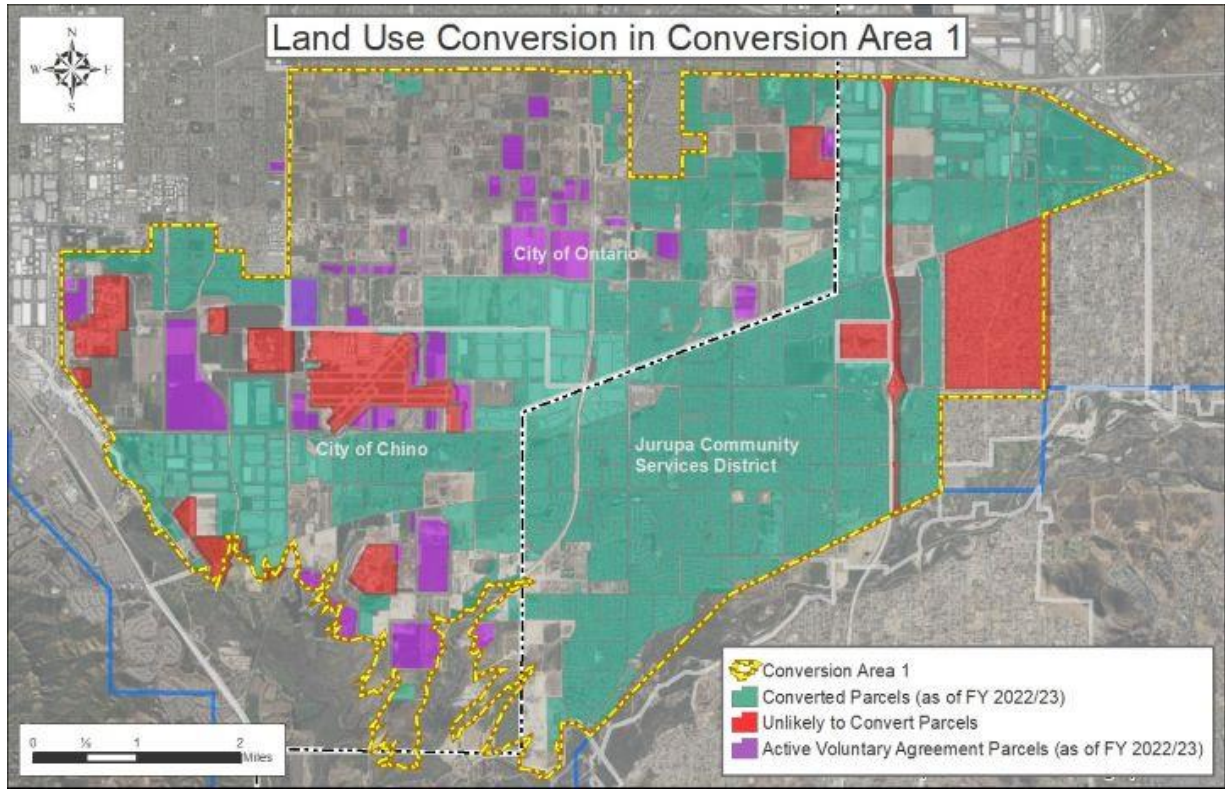 Land Use Conversion in Conversion Area 1
N
W
E
S
City of Ontario
City of Chino
Jurupa Community
Services District
Conversion Area 1
Converted Parcels (as of FY 2022/23)
Unlikely to Convert Parcels
Active Voluntary Agreement Parcels (as of FY 2022/23)
0 ½ 1 2
Miles